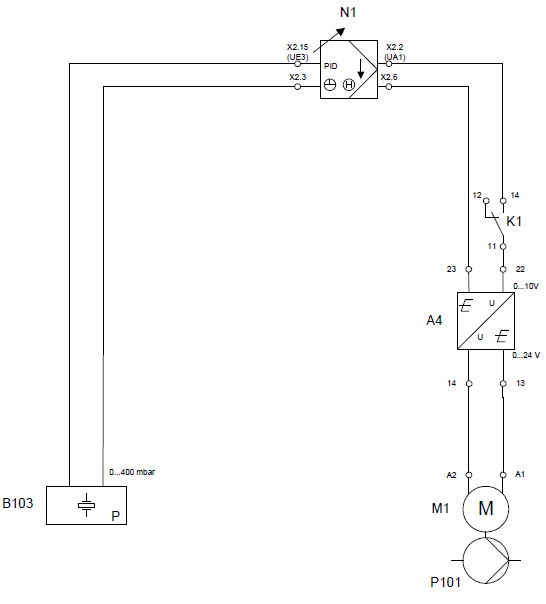 N1
X2.15
(UE3)
X2.2
(UA1)
PID
X2.3
H
X2.6
12
14
K1
11
23
22
0...10V
U
A4
U
0...24 V
14
13
0...400 mbar
A2
A1
B103
P
M1
M
P101